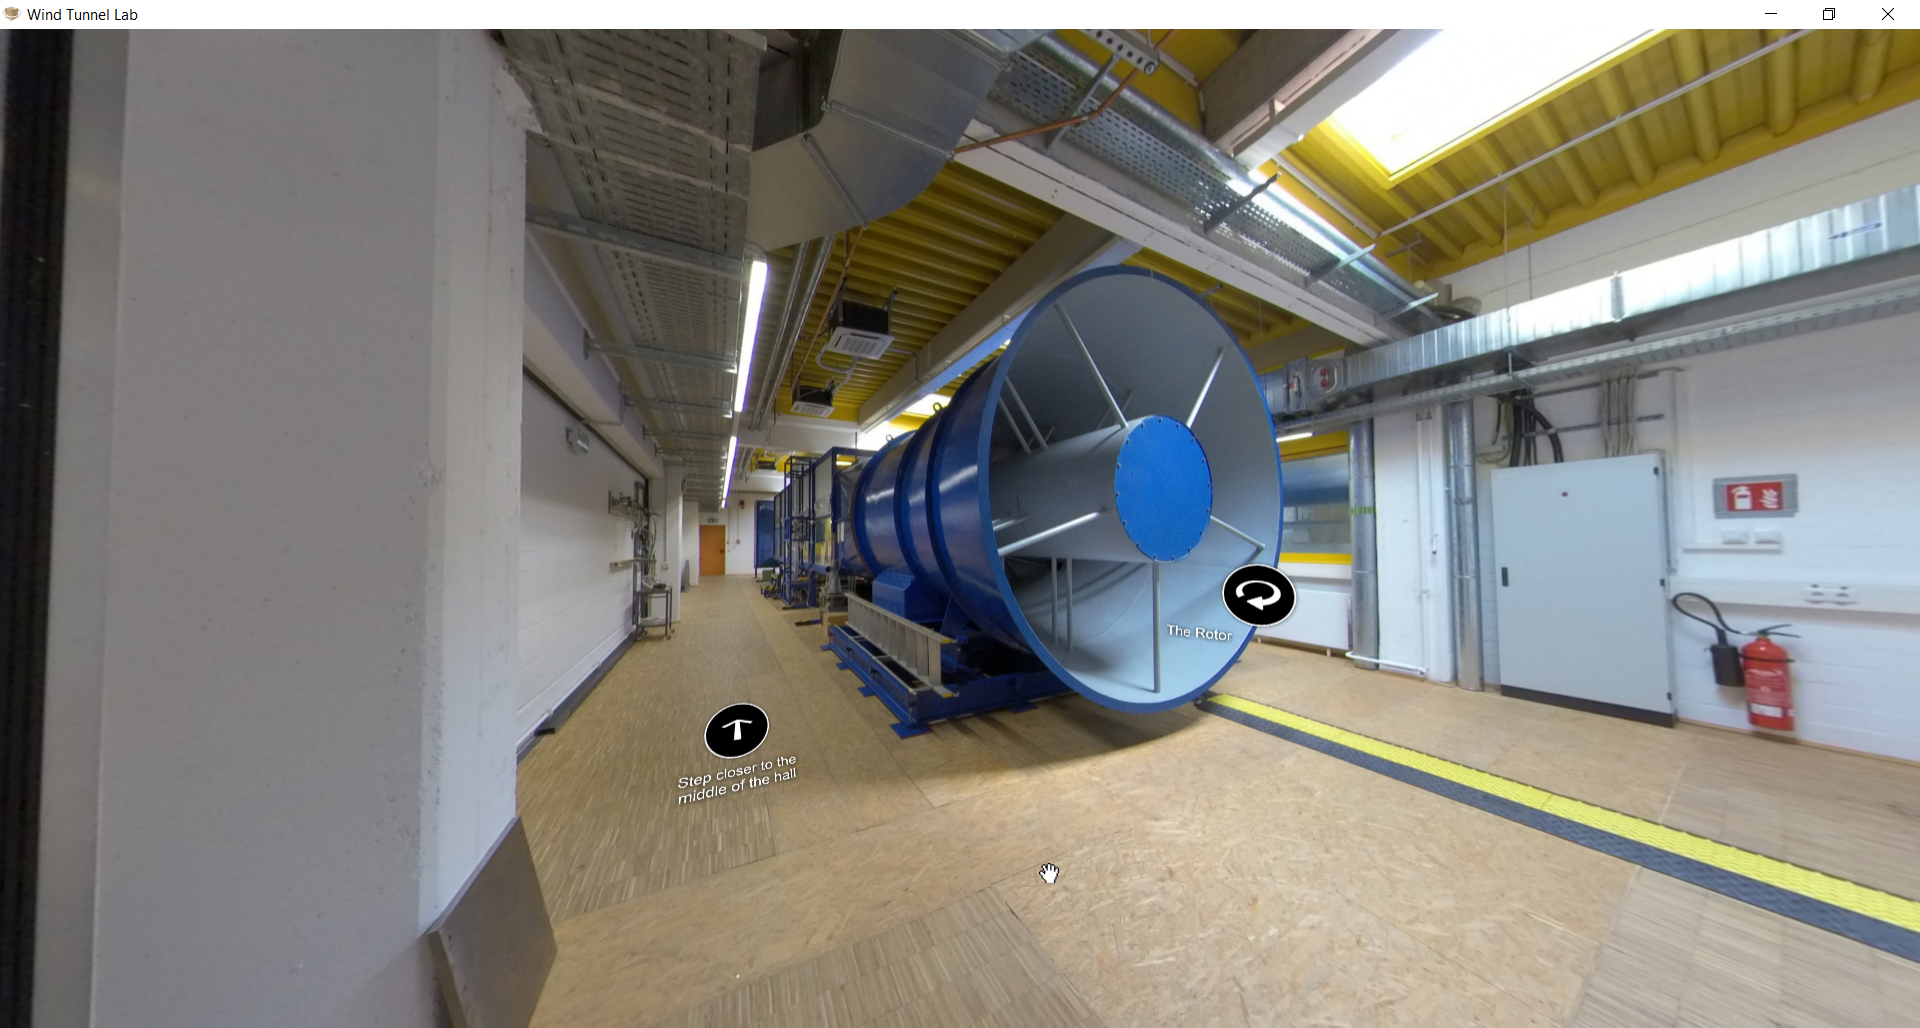 Wind Tunnel Lab
The Rotor
Step closer to the
middle of the hall